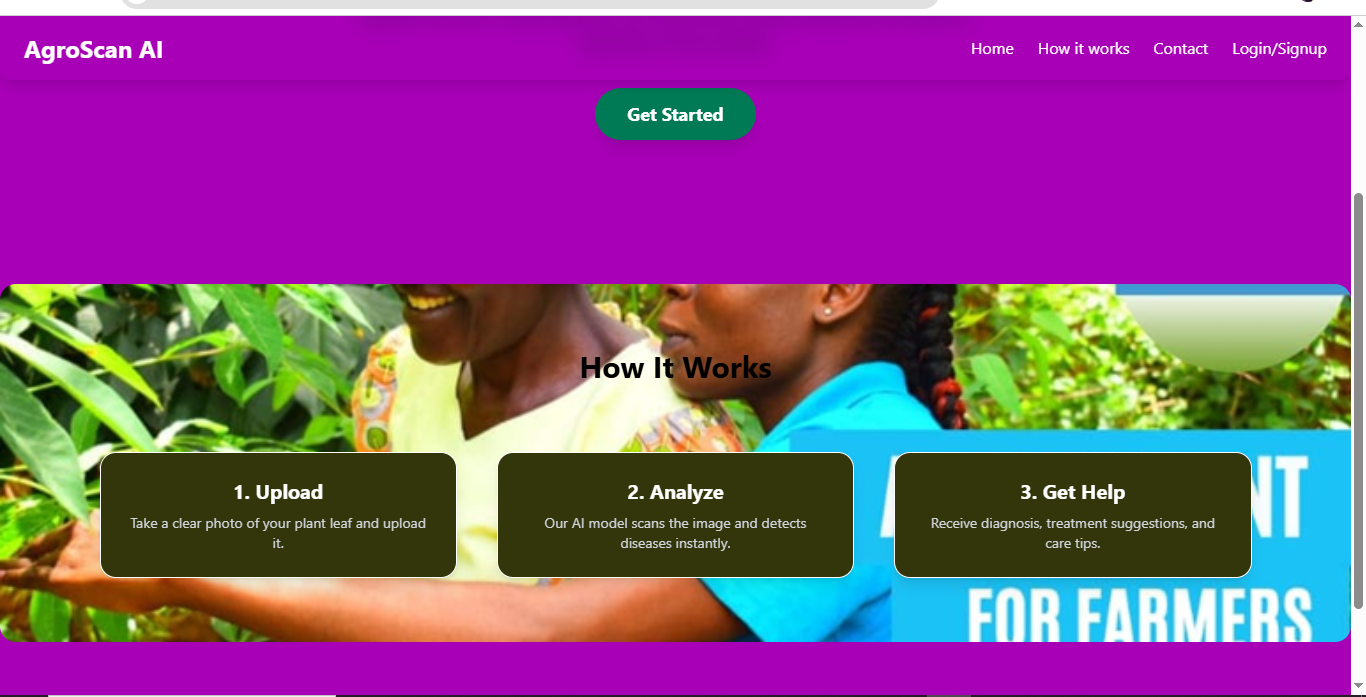 AgroScan AI
Home
How it works
Contact
Login/Signup
Get Started
How It Works
1. Upload
Take a clear photo of your plant leaf and upload
it.
2. Analyze
Our AI model scans the image and detects
diseases instantly.
3. Get Help
Receive diagnosis, treatment suggestions, and
care tips.
FOR FARMERS